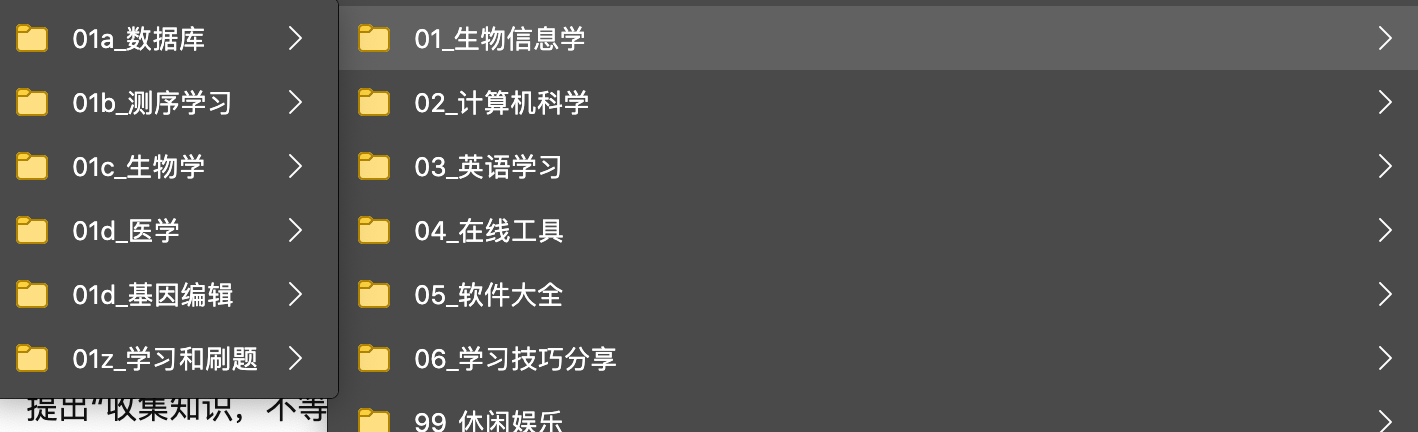 01a_数据库
01b_测序学习
01c_生物学
01d_医学
01d_基因编辑
01z_学习和刷题
提出“收集知识，不等
01_生物信息学
02_计算机科学
03_英语学习
04_在线工具
05_软件大全
06_学习技巧分享
99_休闲娱乐